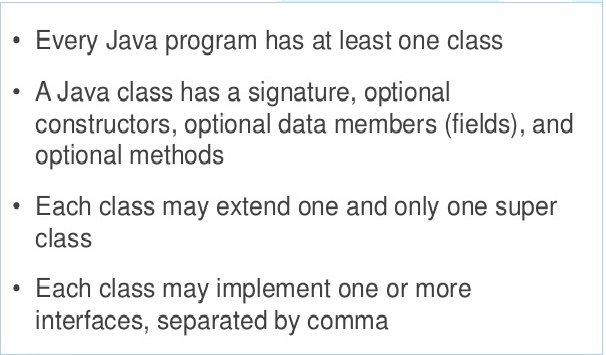 • Every Java program has at least one class
• A Java class has a signature, optional
constructors, optional data members (fields), and
optional methods
• Each class may extend one and only one super
class
• Each class may implement one or more
interfaces, separated by comma